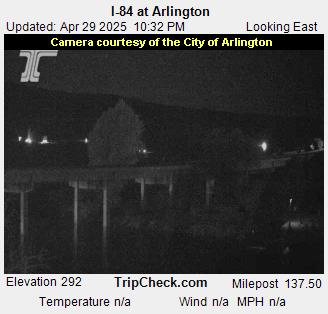 I-84 at Arlington
Updated: Apr 29 2025 10:32 PM Looking East
Camera courtesy of the City of Arlington
Elevation 292 TripCheck.com Milepost 137.50
Temperature n/a Wind n/a MPH n/a